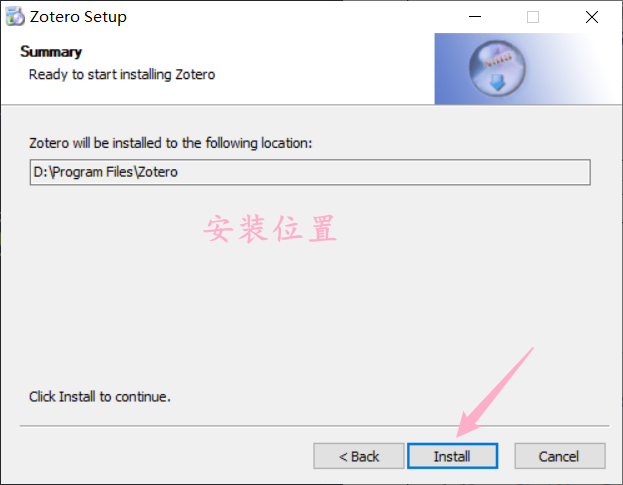 Zotero Setup
Summary
Ready to start installing Zotero
Zotero will be installed to the following location:
D:\Program Files\Zotero
安装位置
Click Install to continue.
< Back
Install
Cancel